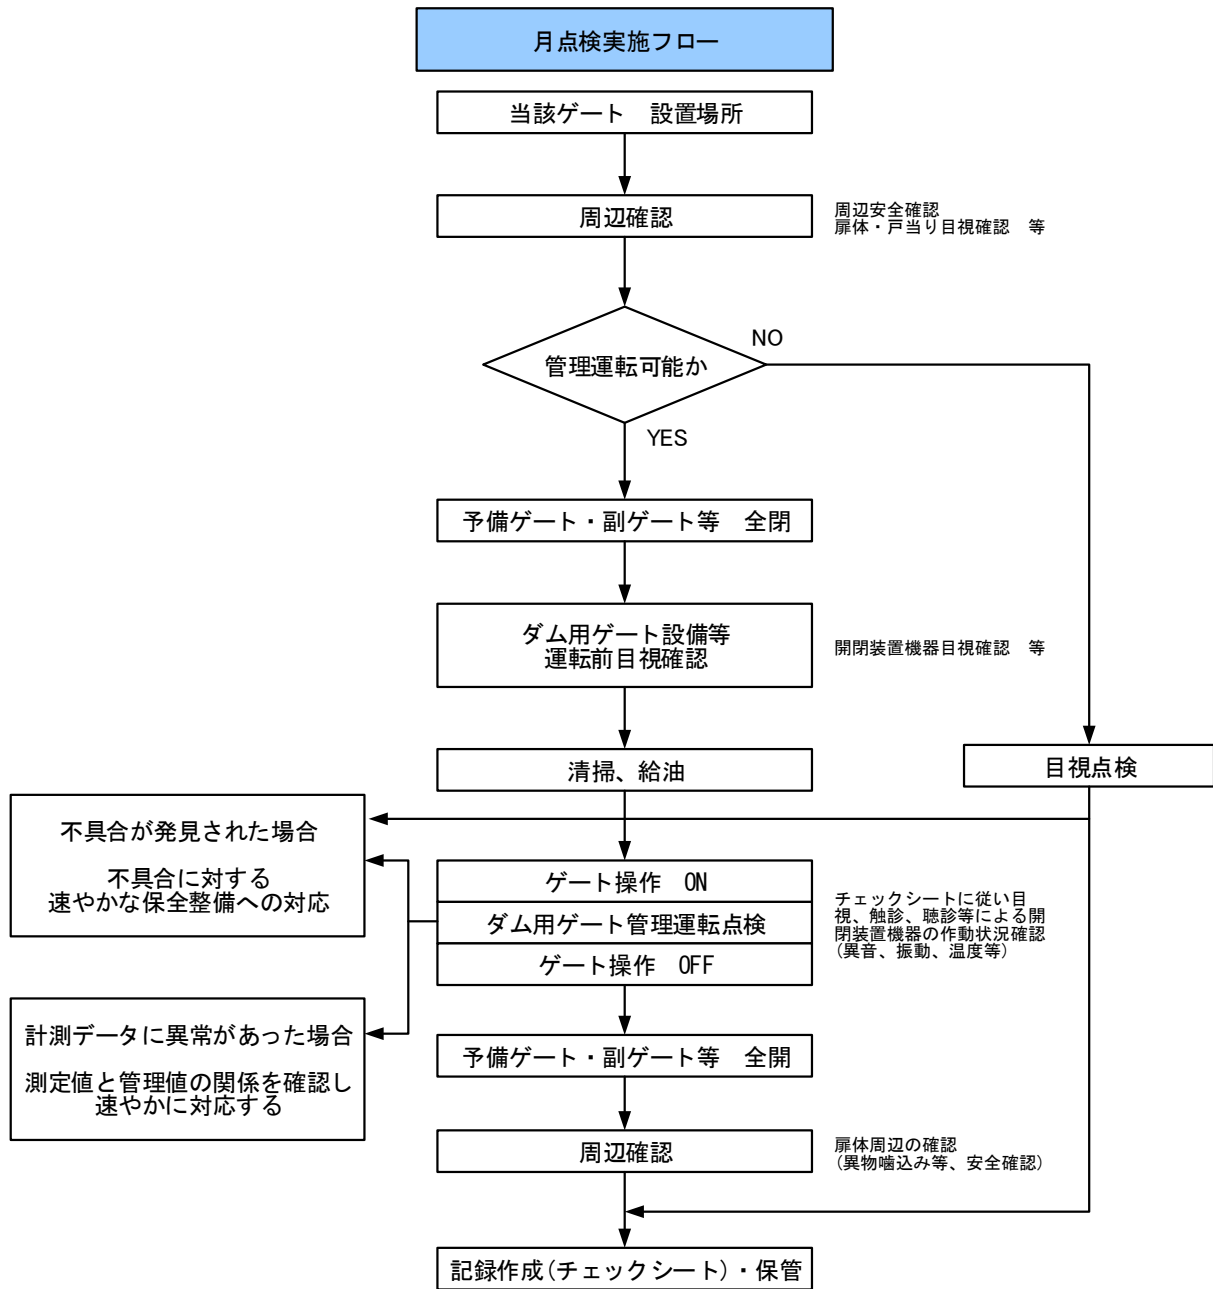 月点検実施フロー
当該ゲート　設置場所
周辺確認
周辺安全確認
扉体・戸当り目視確認　等
管理運転可能か
NO
YES
予備ゲート・副ゲート等　全閉
ダム用ゲート設備等
運転前目視確認
開閉装置機器目視確認　等
清掃、給油
目視点検
不具合が発見された場合
不具合に対する
速やかな保全整備への対応
ゲート操作　ON
ダム用ゲート管理運転点検
ゲート操作　OFF
チェックシートに従い目
視、触診、聴診等による開
閉装置機器の作動状況確認
(異音、振動、温度等)
計測データに異常があった場合
測定値と管理値の関係を確認し
速やかに対応する
予備ゲート・副ゲート等　全開
周辺確認
扉体周辺の確認
(異物噛込み等、安全確認)
記録作成(チェックシート)・保管